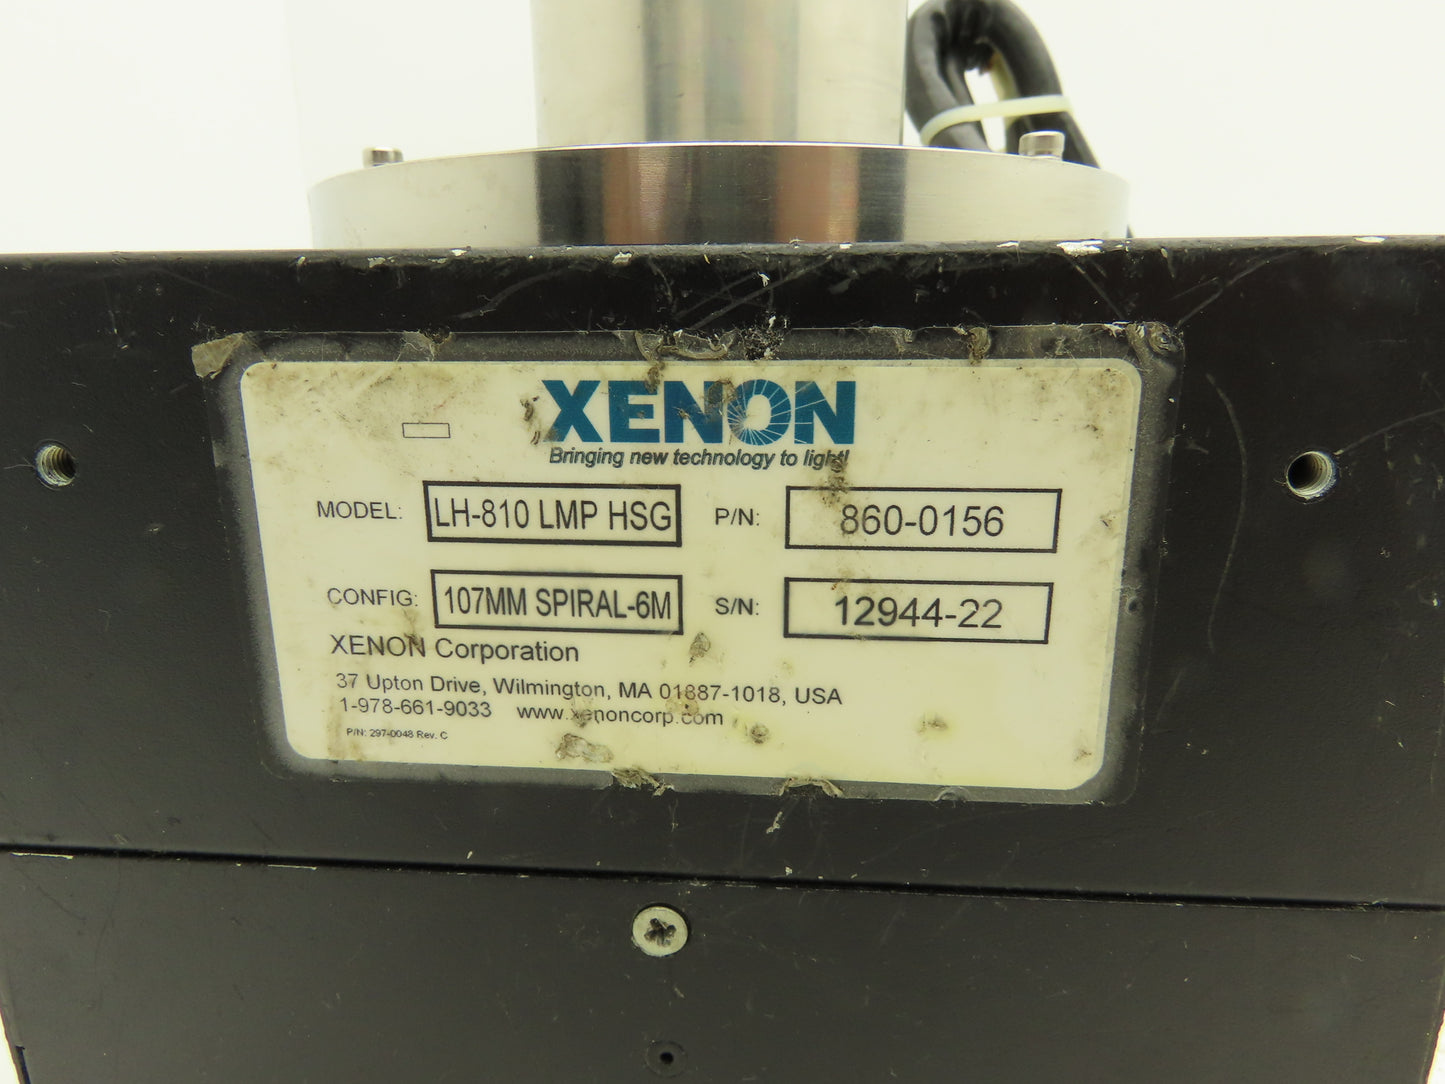 XENON
Bringing new technology to light!
MODEL: LH-810 LMP HSG P/N: 860-0156
CONFIG: 107MM SPIRAL-6M S/N: 12944-22
XENON Corporation
37 Upton Drive, Wilmington, MA 01887-1018, USA
1-978-661-9033 www.xenoncorp.com
P/N: 297-0048 Rev. C